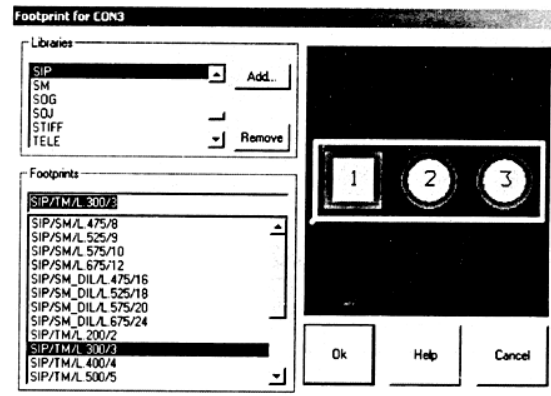 Footprint for CON3
Libraries
SIP
SM
SOG
SOJ
STIFF
TELE
Add...
Remove
Footprints
SIP/TM/L.300/3
SIP/SM/L.475/8
SIP/SM/L.525/9
SIP/SM/L.575/10
SIP/SM/L.675/12
SIP/SM_DIL/L.475/16
SIP/SM_DIL/L.525/18
SIP/SM_DIL/L.575/20
SIP/SM_DIL/L.675/24
SIP/TM/L.200/2
SIP/TM/L.300/3
SIP/TM/L.400/4
SIP/TM/L.500/5
1 2 3
Ok Help Cancel